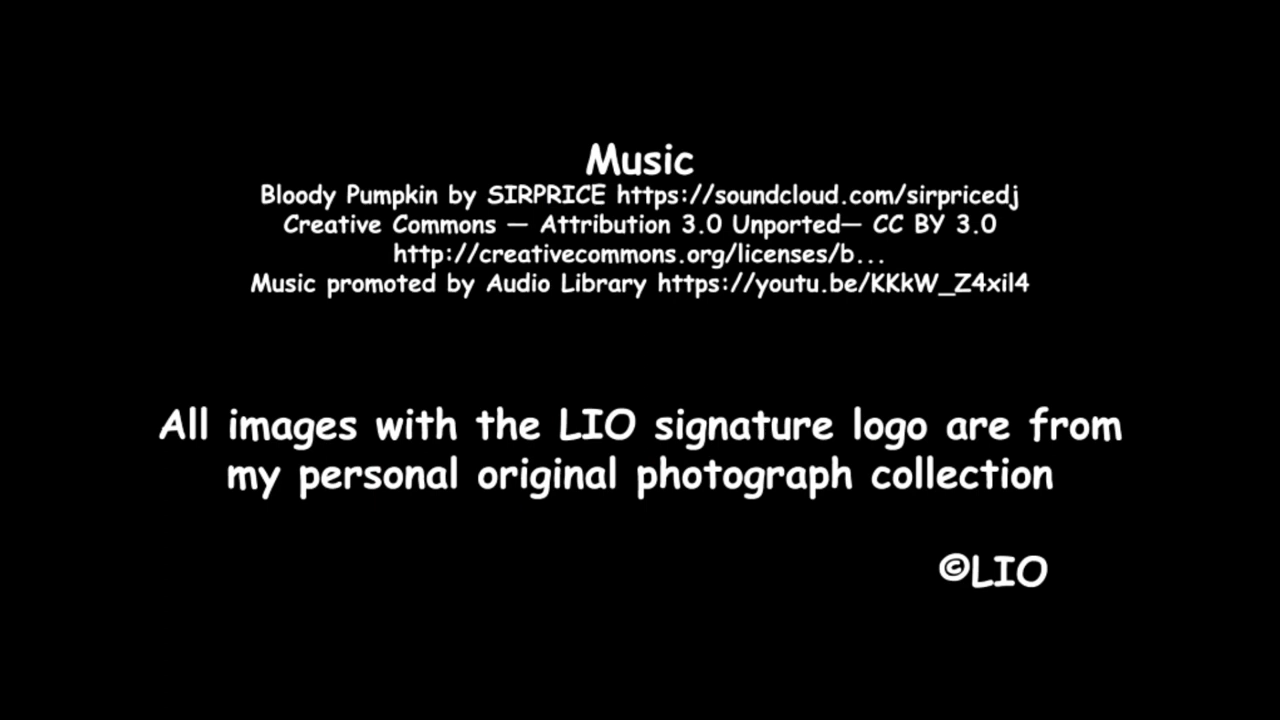 Music
Bloody Pumpkin by SIRPRICE https://soundcloud.com/sirpricedj
Creative Commons — Attribution 3.0 Unported— CC BY 3.0
http://creativecommons.org/licenses/b...
Music promoted by Audio Library https://youtu.be/KKkW_Z4xil4
All images with the LIO signature logo are from
my personal original photograph collection
©LIO